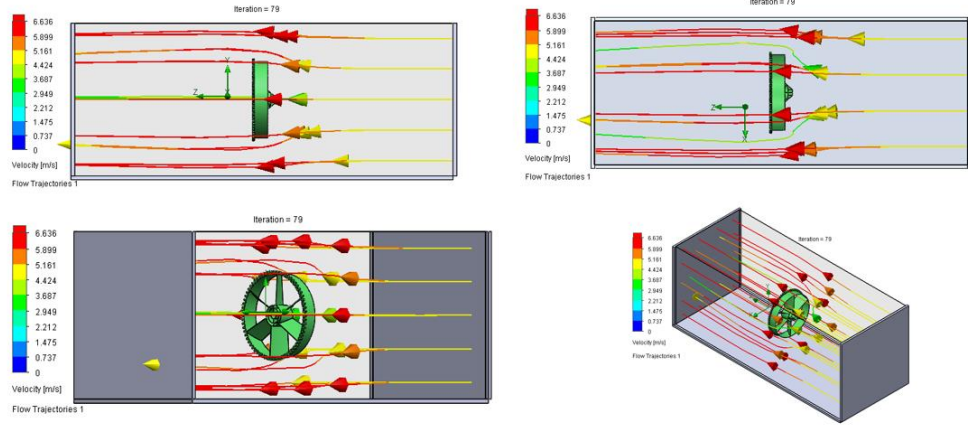 Iteration = 79
6.636
5.899
5.161
4.424
3.687
2.949
2.212
1.475
0.737
0
Velocity [m/s]
Flow Trajectories 1
Y
Z
X
Iteration = 79
6.636
5.899
5.161
4.424
3.687
2.949
2.212
1.475
0.737
0
Velocity [m/s]
Flow Trajectories 1
Z
X
Iteration = 79
6.636
5.899
5.161
4.424
3.687
2.949
2.212
1.475
0.737
0
Velocity [m/s]
Flow Trajectories 1
Iteration = 79
6.636
5.899
5.161
4.424
3.687
2.949
2.212
1.475
0.737
0
Velocity [m/s]
Flow Trajectories 1